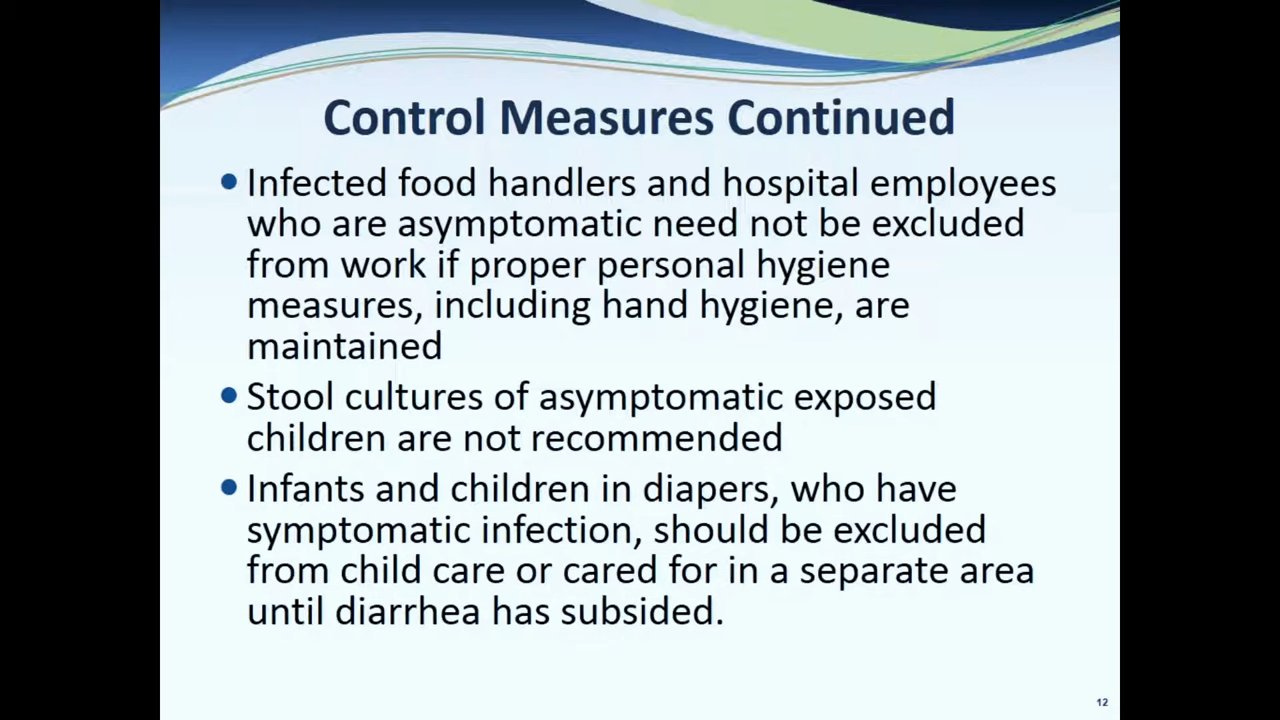 Control Measures Continued
• Infected food handlers and hospital employees
who are asymptomatic need not be excluded
from work if proper personal hygiene
measures, including hand hygiene, are
maintained
• Stool cultures of asymptomatic exposed
children are not recommended
• Infants and children in diapers, who have
symptomatic infection, should be excluded
from child care or cared for in a separate area
until diarrhea has subsided.
12